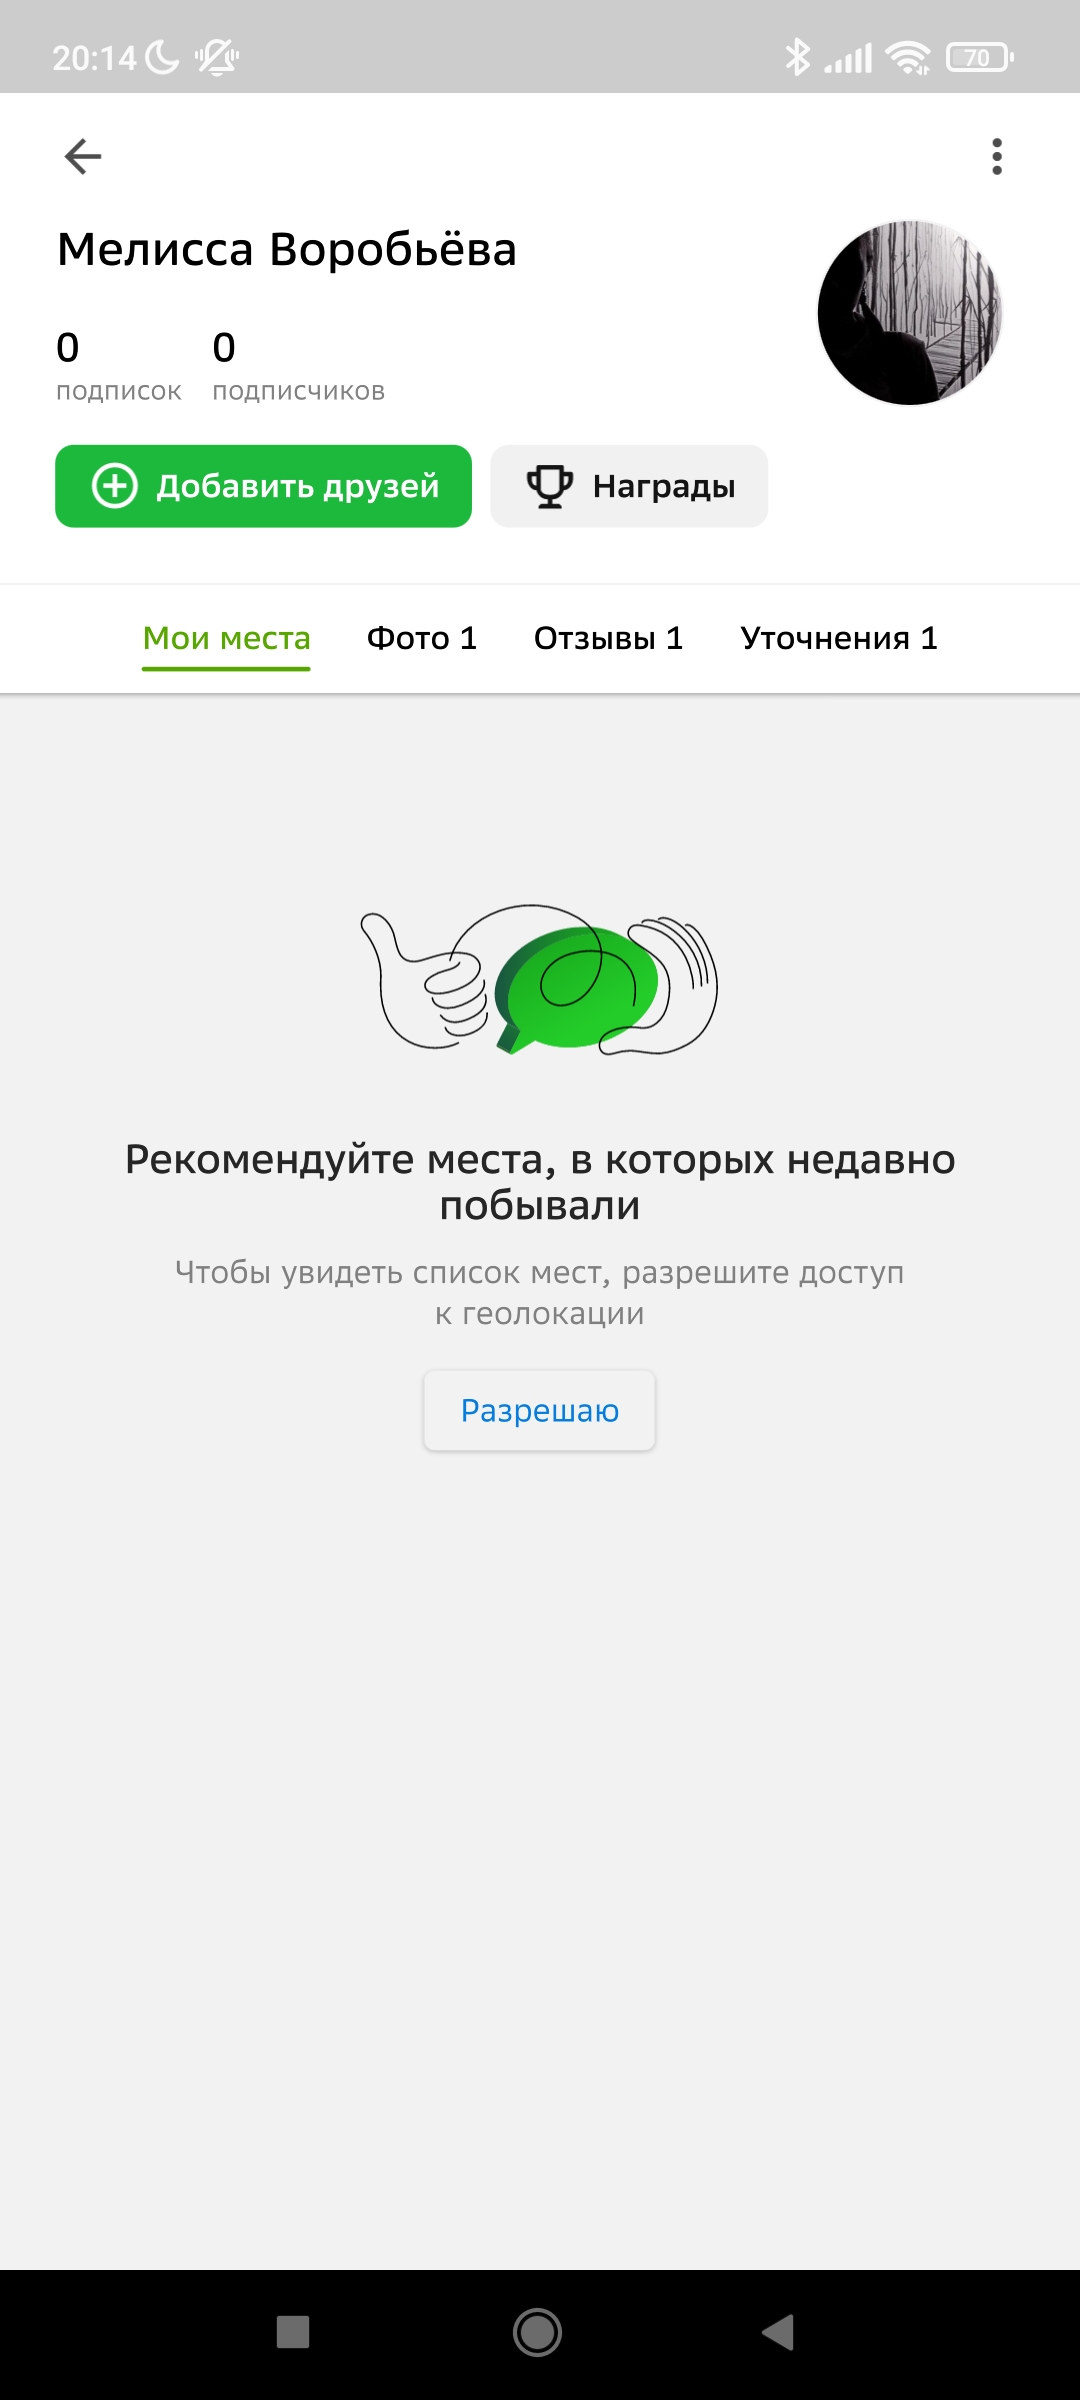 20:14
70
Мелисса Воробьёва
0 0
подписок подписчиков
Добавить друзей Награды
Мои места Фото 1 Отзывы 1 Уточнения 1
Рекомендуйте места, в которых недавно
побывали
Чтобы увидеть список мест, разрешите доступ
к геолокации
Разрешаю